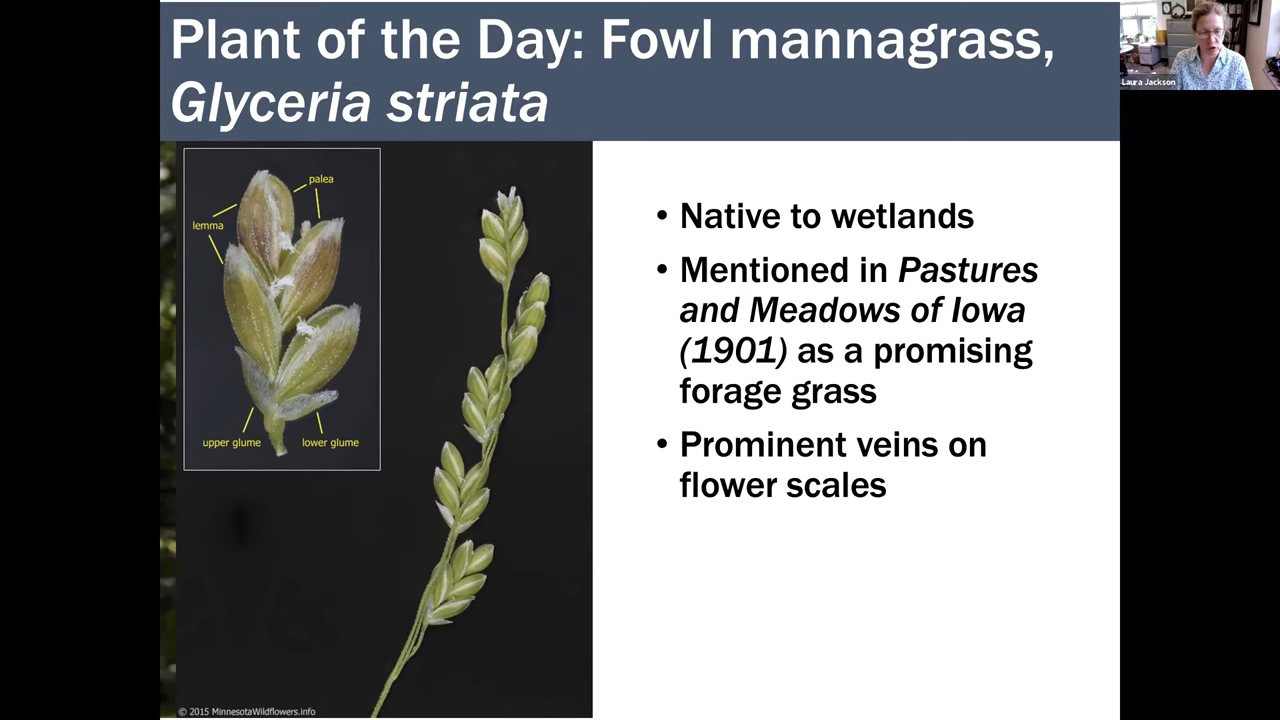 Plant of the Day: Fowl mannagrass,
Glyceria striata
Laura Jackson
palea
lemma
upper glume
lower glume
© 2015 MinnesotaWildflowers.info
• Native to wetlands
• Mentioned in Pastures
and Meadows of Iowa
(1901) as a promising
forage grass
• Prominent veins on
flower scales